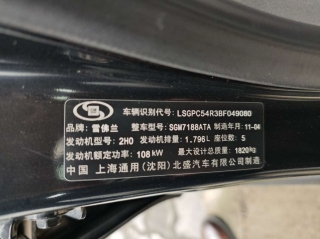 车辆识别代号: LSGPC54R3BF049080
品牌: 雪佛兰 整车型号: SGM7188ATA 制造年月: 11-04
发动机型号: 2H0 发动机排量: 1.796L 座位数: 5
发动机额定功率: 108 kW 最大设计总质量: 1820kg
中国 上海通用(沈阳)北盛汽车有限公司制造